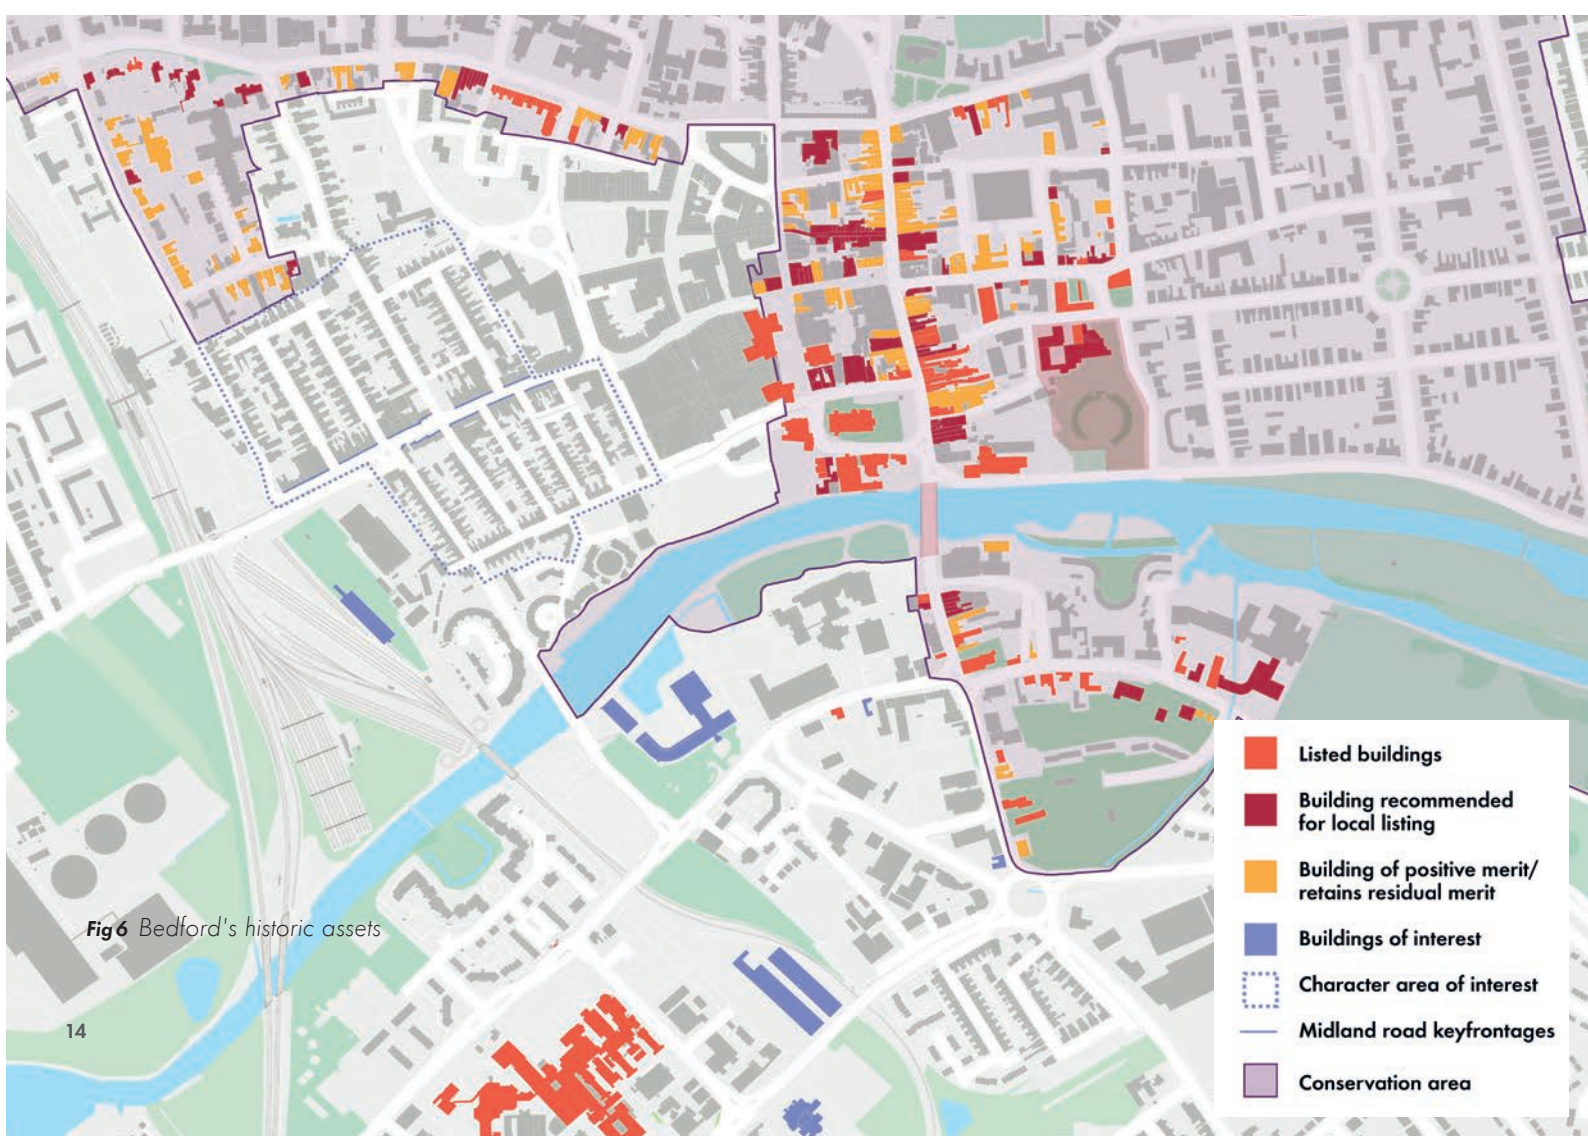 Listed buildings
Building recommended
for local listing
Building of positive merit/
retains residual merit
Buildings of interest
Character area of interest
Midland road keyfrontages
Conservation area
Fig 6 Bedford's historic assets
14